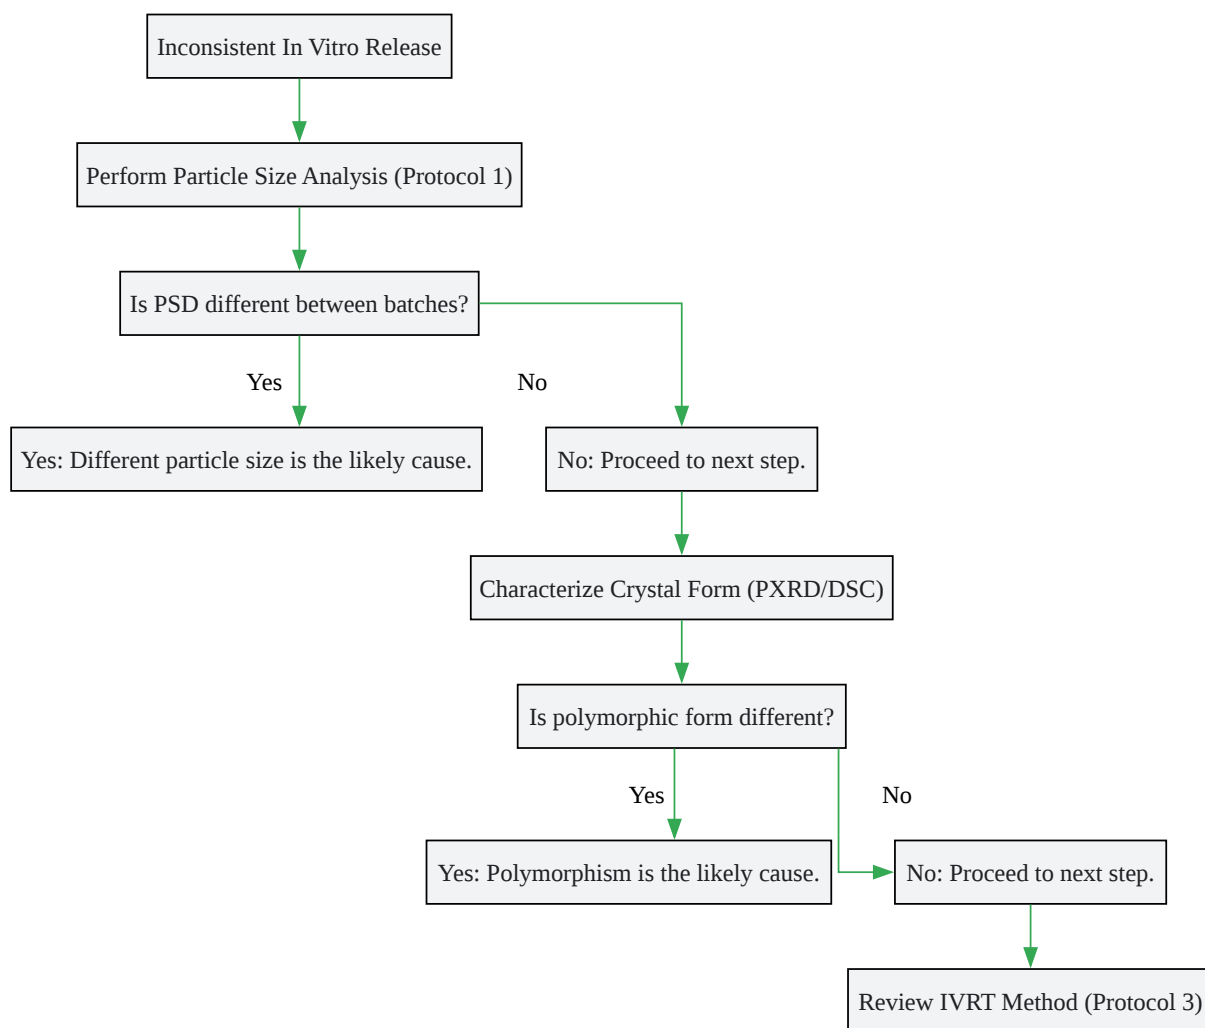 Inconsistent In Vitro Release
Perform Particle Size Analysis (Protocol 1)
Is PSD different between batches?
Yes
No
Yes: Different particle size is the likely cause.
No: Proceed to next step.
Characterize Crystal Form (PXRD/DSC)
Is polymorphic form different?
Yes
No
Yes: Polymorphism is the likely cause.
No: Proceed to next step.
Review IVRT Method (Protocol 3)